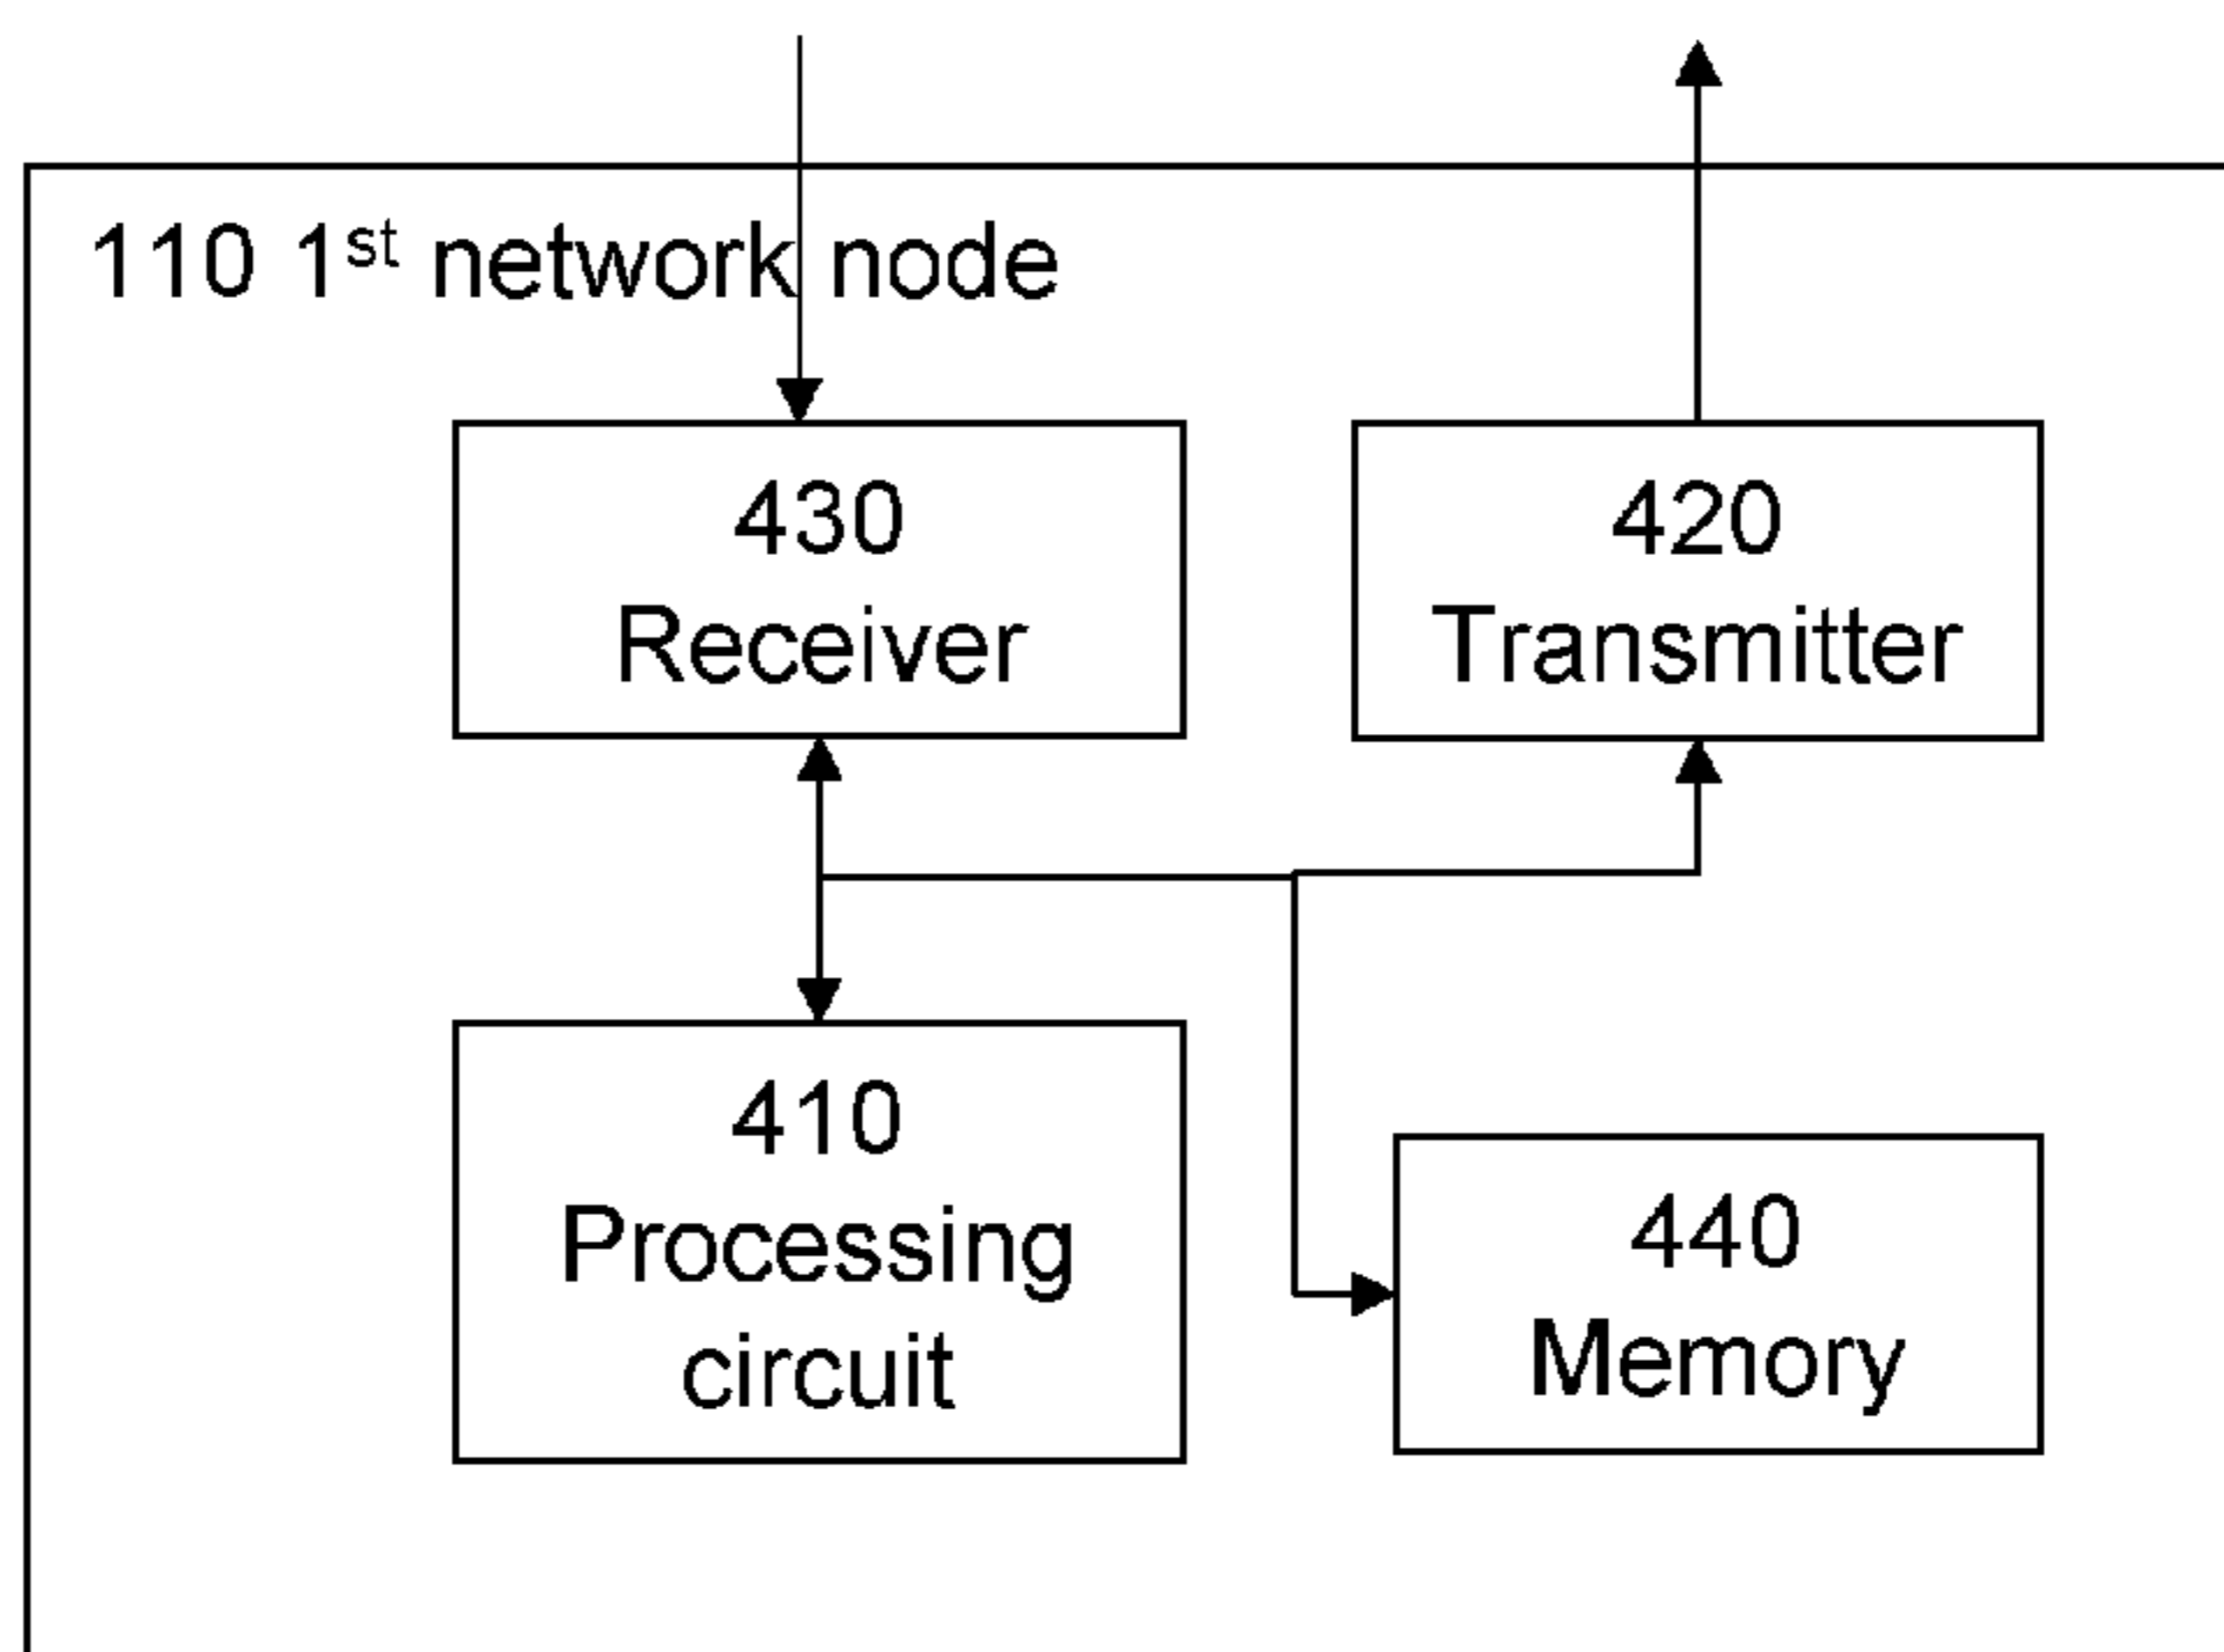 110 1st network node
430
Receiver
420
Transmitter
410
Processing
circuit
440
Memory